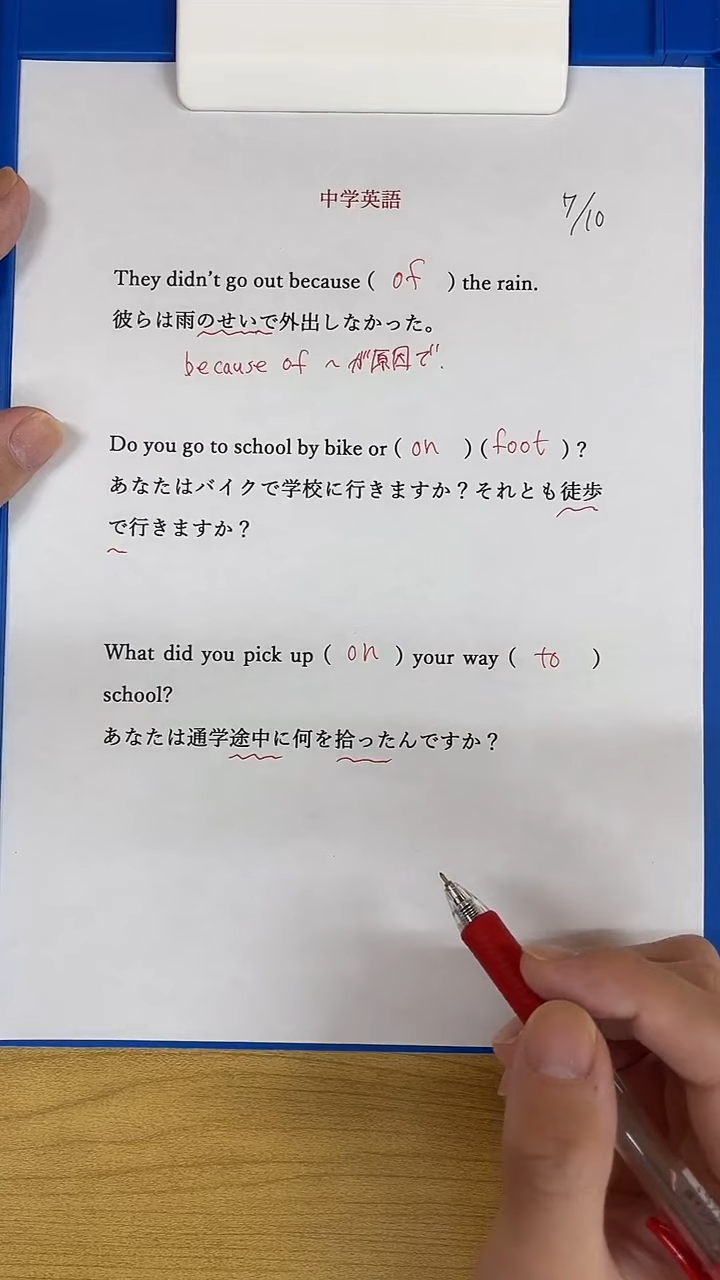 中学英語
7/10
They didn't go out because ( of ) the rain.
彼らは雨のせいで外出しなかった。
because of ～が原因で.
Do you go to school by bike or ( on ) ( foot ) ?
あなたはバイクで学校に行きますか？それとも徒歩
で行きますか？
What did you pick up ( on ) your way ( to )
school?
あなたは通学途中に何を拾ったんですか？